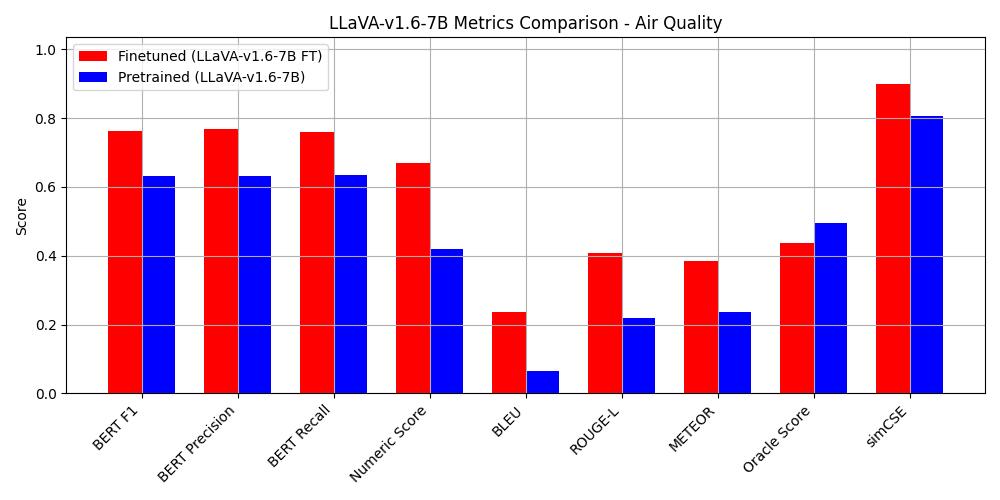 LLaVA-v1.6-7B Metrics Comparison - Air Quality
Finetuned (LLaVA-v1.6-7B FT)
Pretrained (LLaVA-v1.6-7B)
Score
1.0
0.8
0.6
0.4
0.2
0.0
BERT F1
BERT Precision
BERT Recall
Numeric Score
BLEU
ROUGE-L
METEOR
Oracle Score
simCSE